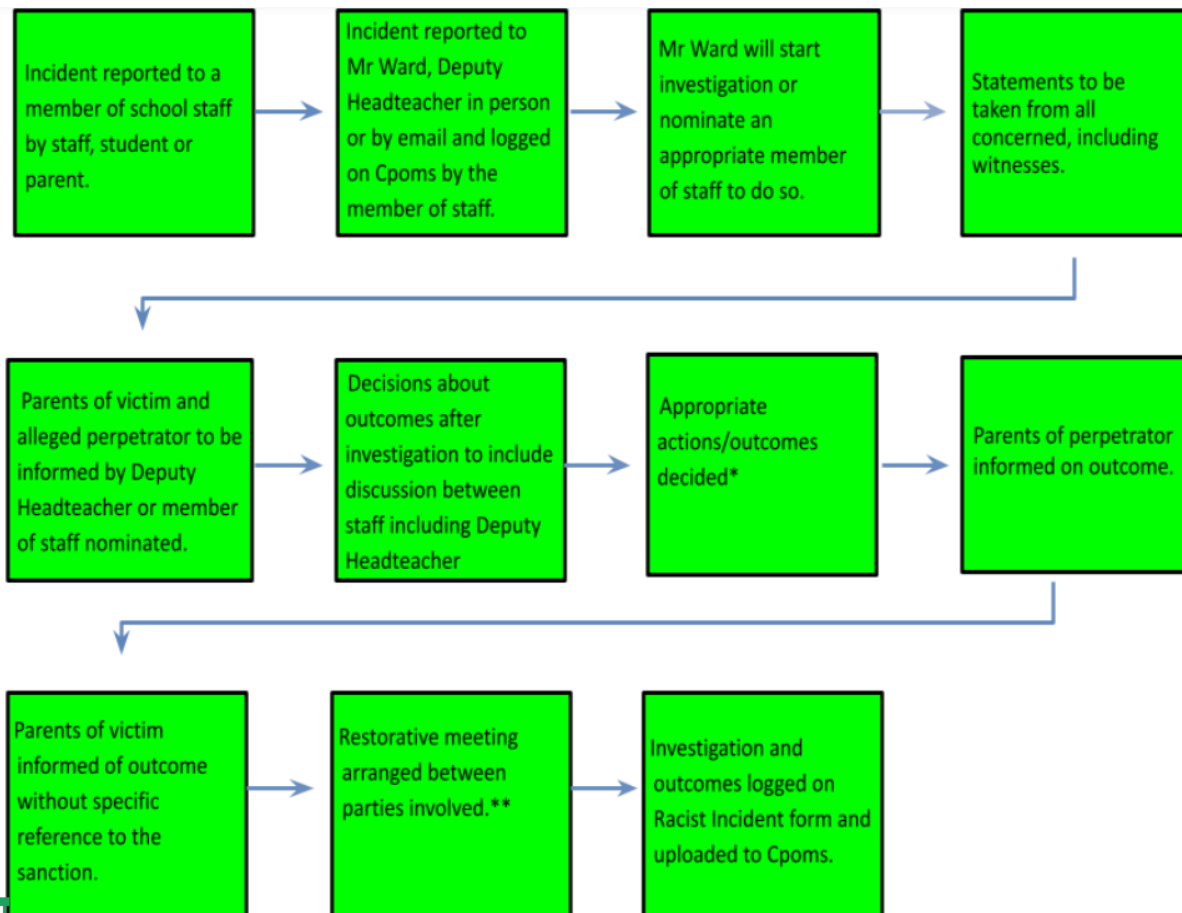 Incident reported to a
member of school staff
by staff, student or
parent.
Incident reported to
Mr Ward, Deputy
Headteacher in person
or by email and logged
on Cpoms by the
member of staff.
Mr Ward will start
investigation or
nominate an
appropriate member
of staff to do so.
Statements to be
taken from all
concerned, including
witnesses.
Parents of victim and
alleged perpetrator to be
informed by Deputy
Headteacher or member
of staff nominated.
Decisions about
outcomes after
investigation to include
discussion between
staff including Deputy
Headteacher
Appropriate
actions/outcomes
decided*
Parents of perpetrator
informed on outcome.
Parents of victim
informed of outcome
without specific
reference to the
sanction.
Restorative meeting
arranged between
parties involved.**
Investigation and
outcomes logged on
Racist Incident form and
uploaded to Cpoms.